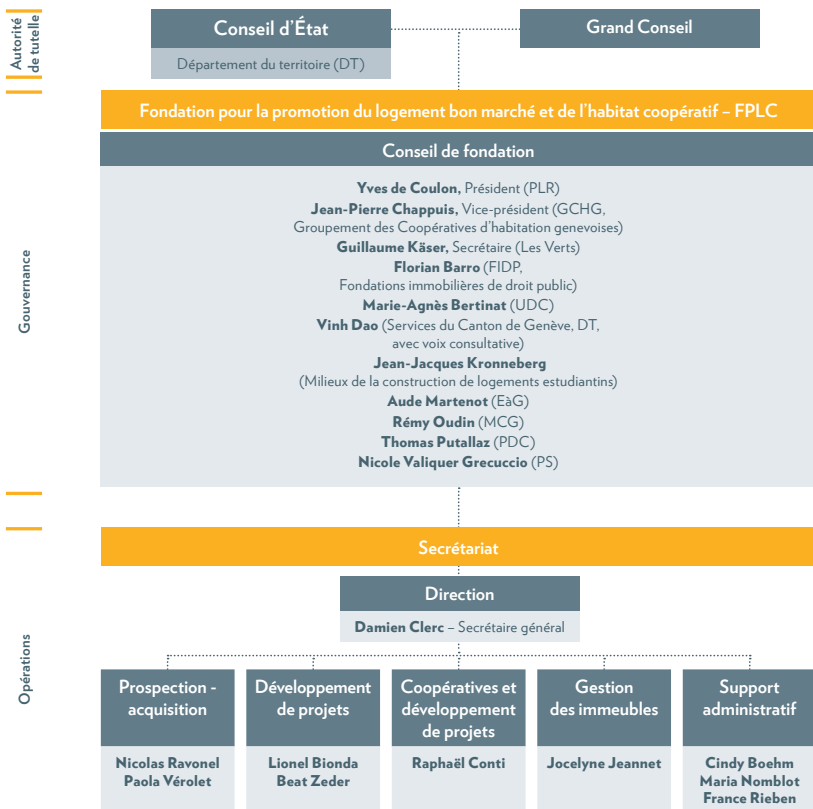 Autorité
de tutelle
Conseil d'État
Grand Conseil
Département du territoire (DT)
Gouvernance
Fondation pour la promotion du logement bon marché et de l'habitat coopératif – FPLC
Conseil de fondation
Yves de Coulon, Président (PLR)
Jean-Pierre Chappuis, Vice-président (GCHG,
Groupement des Coopératives d'habitation genevoises)
Guillaume Käser, Secrétaire (Les Verts)
Florian Barro (FIDP,
Fondations immobilières de droit public)
Marie-Agnès Bertinat (UDC)
Vinh Dao (Services du Canton de Genève, DT,
avec voix consultative)
Jean-Jacques Kronneberg
(Milieux de la construction de logements estudiantins)
Aude Martenot (EàG)
Rémy Oudin (MCG)
Thomas Putallaz (PDC)
Nicole Valiquer Grecuccio (PS)
Opérations
Secrétariat
Direction
Damien Clerc – Secrétaire général
Prospection -
acquisition
Nicolas Ravonel
Paola Vérolet
Développement
de projets
Lionel Bionda
Beat Zeder
Coopératives et
développement
de projets
Raphaël Conti
Gestion
des immeubles
Jocelyne Jeannet
Support
administratif
Cindy Boehm
Maria Nomblot
France Rieben